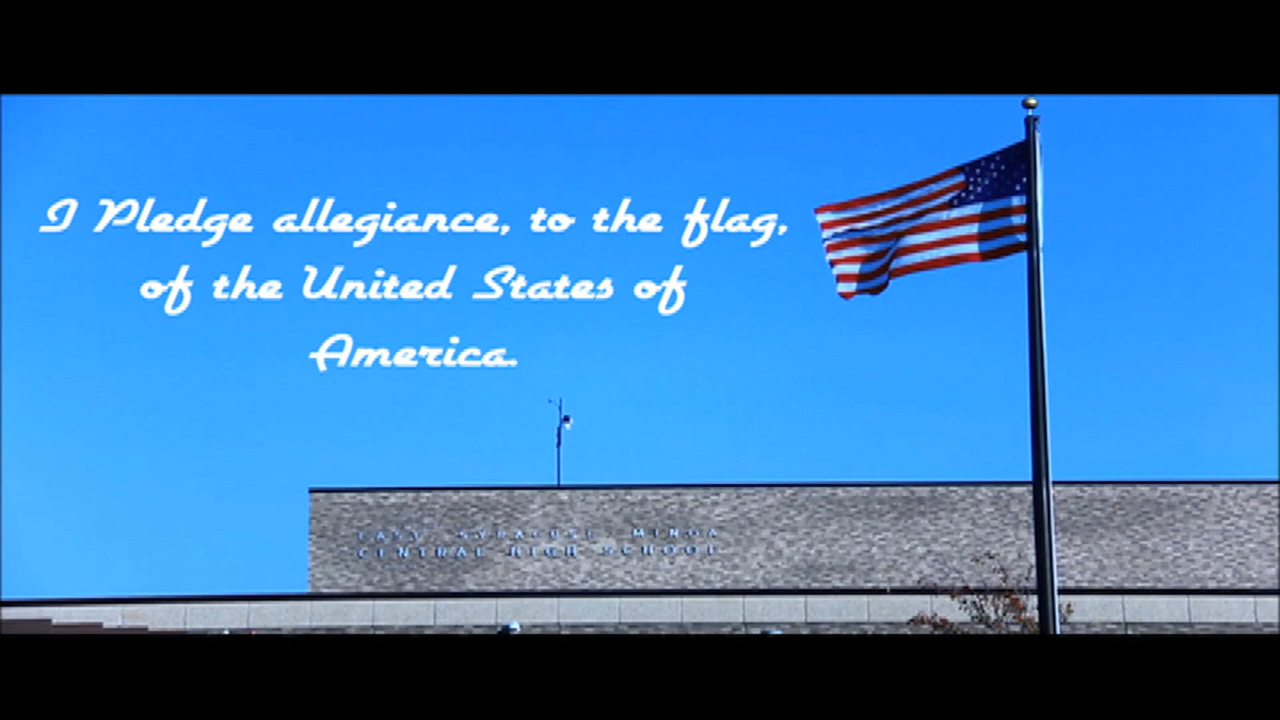 I Pledge allegiance, to the flag,
of the United States of
America.
EAST SYRACUSE MINOA
CENTRAL HIGH SCHOOL